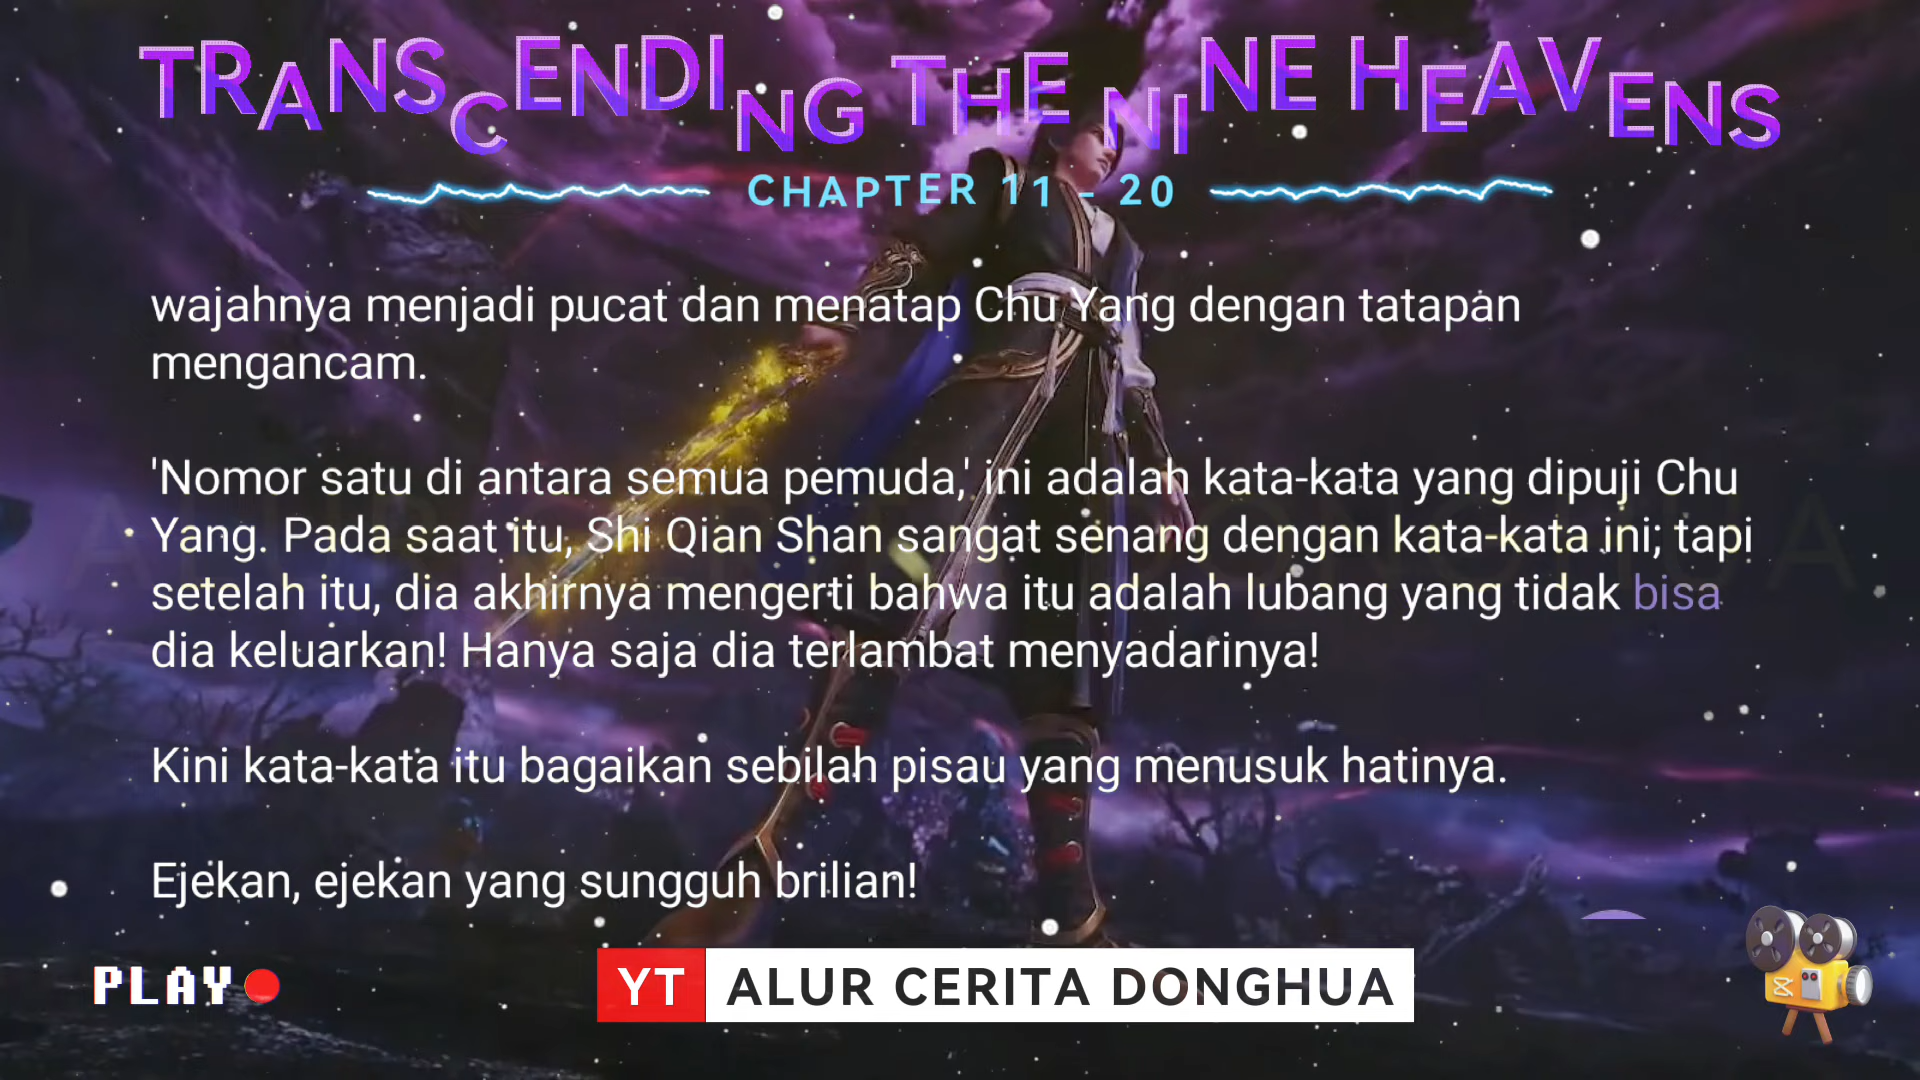 TRANSCENDING THE NINE HEAVENS
CHAPTER 11 - 20
wajahnya menjadi pucat dan menatap Chu Yang dengan tatapan
mengancam.
'Nomor satu di antara semua pemuda,' ini adalah kata-kata yang dipuji Chu
Yang. Pada saat itu, Shi Qian Shan sangat senang dengan kata-kata ini; tapi
setelah itu, dia akhirnya mengerti bahwa itu adalah lubang yang tidak bisa
dia keluarkan! Hanya saja dia terlambat menyadarinya!
Kini kata-kata itu bagaikan sebilah pisau yang menusuk hatinya.
Ejekan, ejekan yang sungguh brilian!
PLAY
YT ALUR CERITA DONGHUA